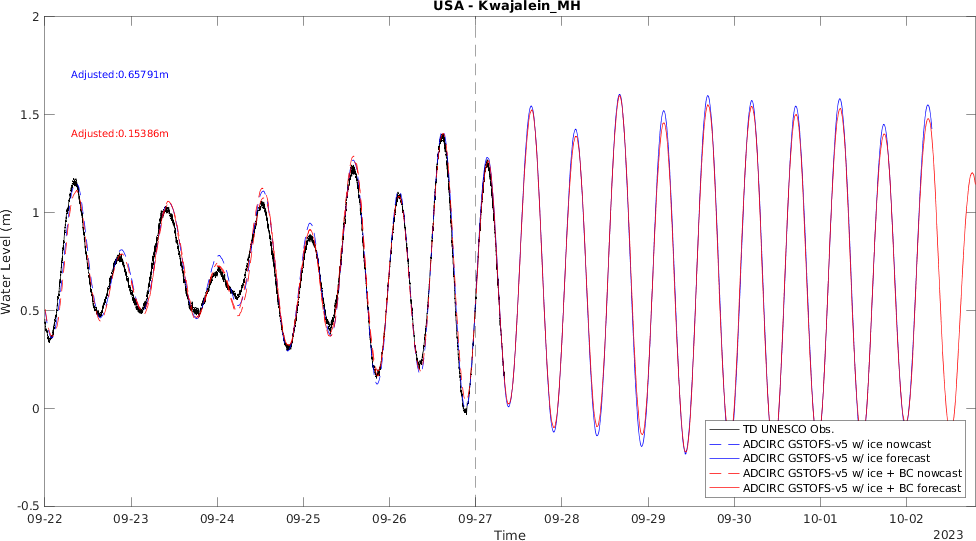 USA - Kwajalein_MH
2
1.5
1
0.5
0
-0.5
Water Level (m)
Adjusted:0.65791m
Adjusted:0.15386m
TD UNESCO Obs.
ADCIRC GSTOFS-v5 w/ ice nowcast
ADCIRC GSTOFS-v5 w/ ice forecast
ADCIRC GSTOFS-v5 w/ ice + BC nowcast
ADCIRC GSTOFS-v5 w/ ice + BC forecast
09-22 09-23 09-24 09-25 09-26 09-27 09-28 09-29 09-30 10-01 10-02
Time
2023